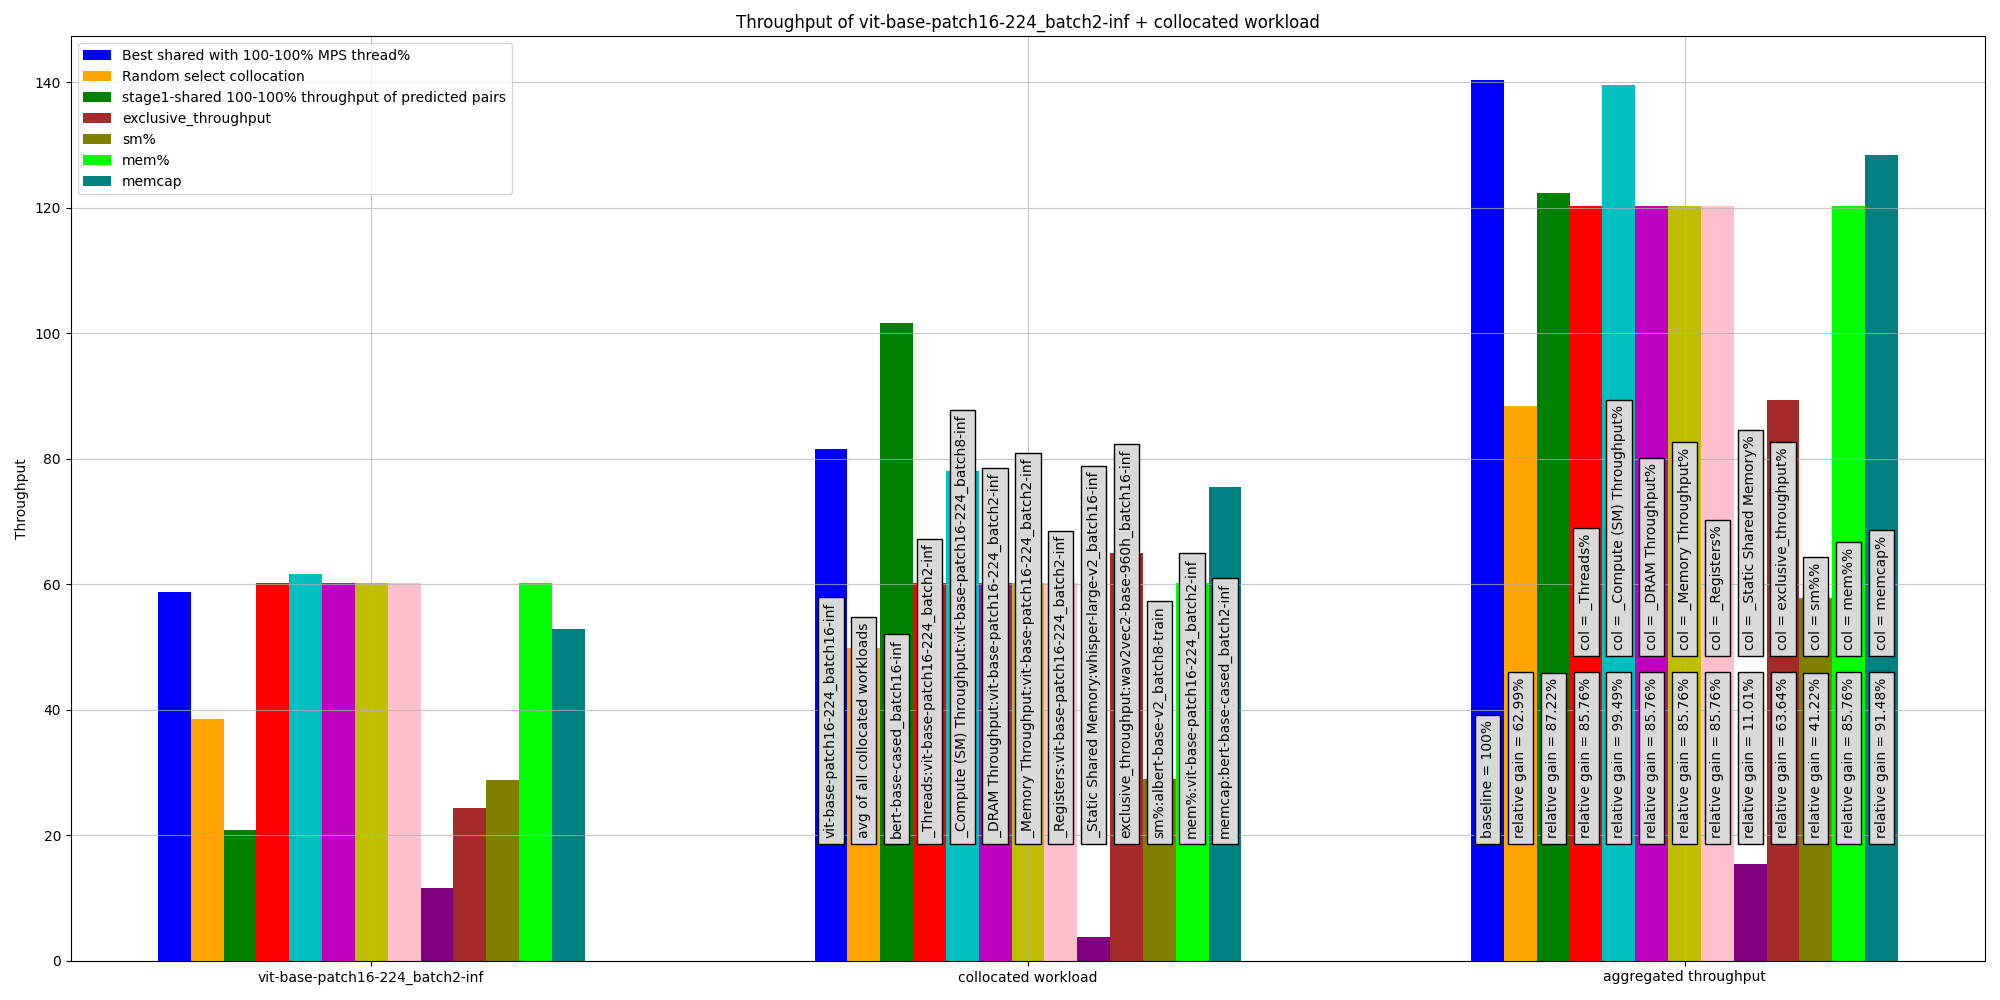 Throughput of vit-base-patch16-224_batch2-inf + collocated workload
Best shared with 100-100% MPS thread%
Random select collocation
stage1-shared 100-100% throughput of predicted pairs
exclusive_throughput
sm%
mem%
memcap
Throughput
140
120
100
80
60
40
20
0
vit-base-patch16-224_batch16-inf
avg of all collocated workloads
bert-base-cased_batch16-inf
_Threads:vit-base-patch16-224_batch2-inf
_Compute (SM) Throughput:vit-base-patch16-224_batch8-inf
_DRAM Throughput:vit-base-patch16-224_batch2-inf
_Memory Throughput:vit-base-patch16-224_batch2-inf
_Registers:vit-base-patch16-224_batch2-inf
_Static Shared Memory:whisper-large-v2_batch16-inf
exclusive_throughput:wav2vec2-base-960h_batch16-inf
sm%:albert-base-v2_batch8-train
mem%:vit-base-patch16-224_batch2-inf
memcap:bert-base-cased_batch2-inf
col = _Threads%
col = _Compute (SM) Throughput%
col = _DRAM Throughput%
col = _Memory Throughput%
col = _Registers%
col = _Static Shared Memory%
col = exclusive_throughput%
col = sm%%
col = mem%%
col = memcap%
baseline = 100%
relative gain = 62.99%
relative gain = 87.22%
relative gain = 85.76%
relative gain = 99.49%
relative gain = 85.76%
relative gain = 85.76%
relative gain = 85.76%
relative gain = 11.01%
relative gain = 63.64%
relative gain = 41.22%
relative gain = 85.76%
relative gain = 91.48%
vit-base-patch16-224_batch2-inf
collocated workload
aggregated throughput